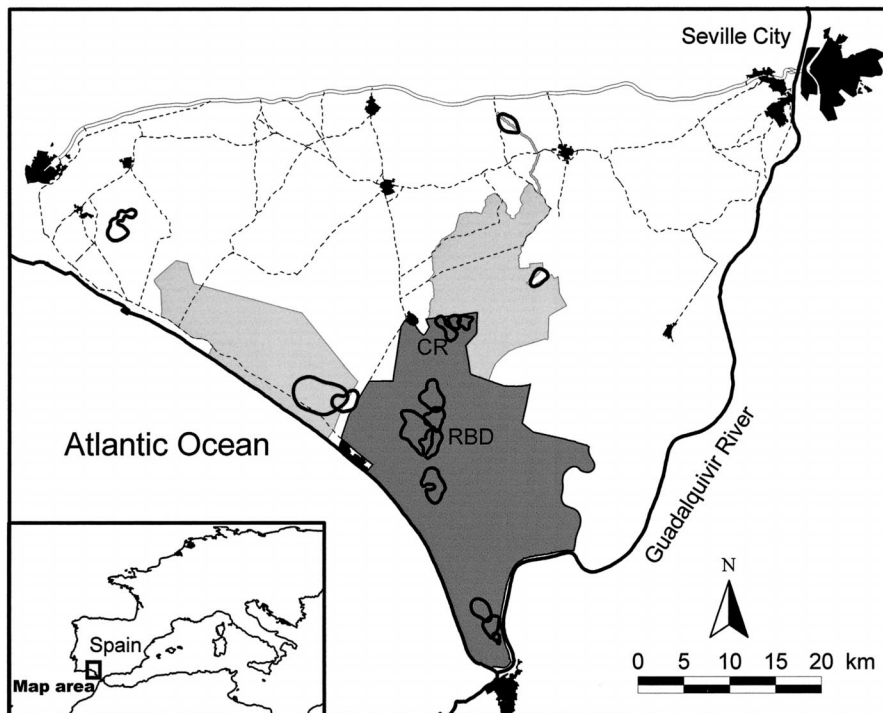 Seville City
CR
RBD
Atlantic Ocean
Guadalquivir River
N
Spain
Map area
0 5 10 15 20 km